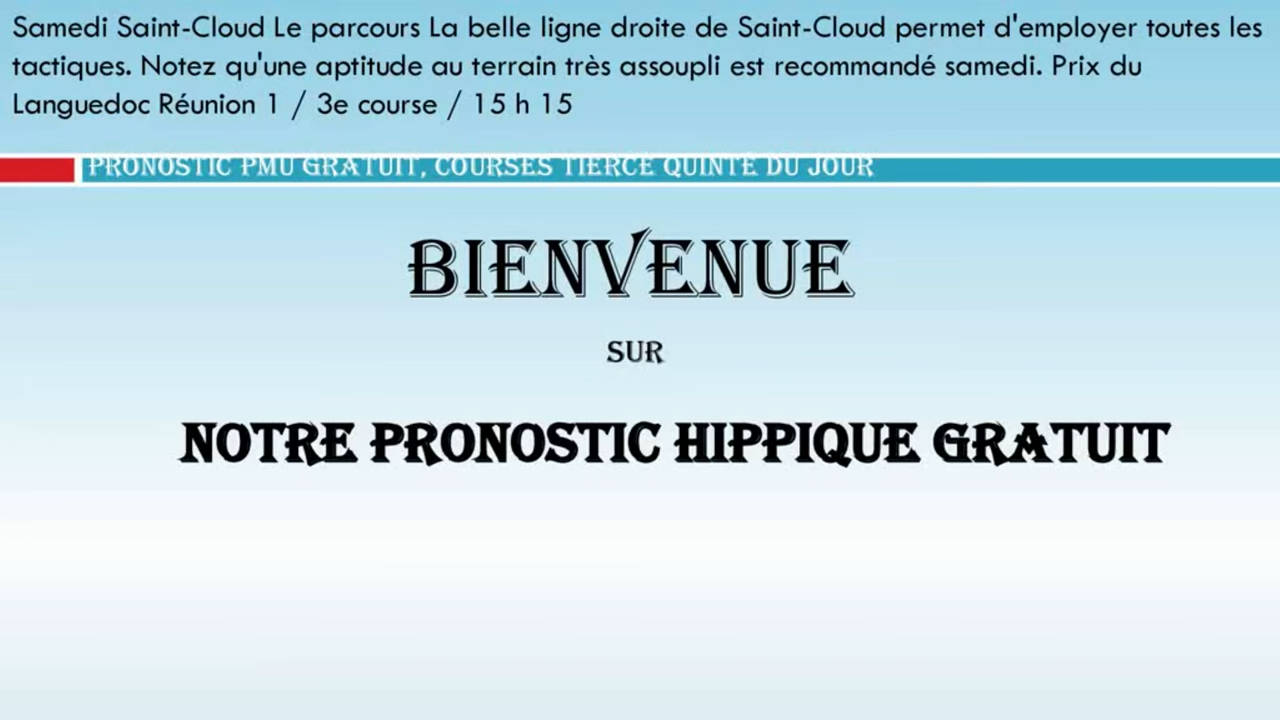 Samedi Saint-Cloud Le parcours La belle ligne droite de Saint-Cloud permet d'employer toutes les
tactiques. Notez qu'une aptitude au terrain très assoupli est recommandé samedi. Prix du
Languedoc Réunion 1 / 3e course / 15 h 15
PRONOSTIC PMU GRATUIT, COURSES TIERCÉ QUINTÉ DU JOUR
BIENVENUE
SUR
NOTRE PRONOSTIC HIPPIQUE GRATUIT